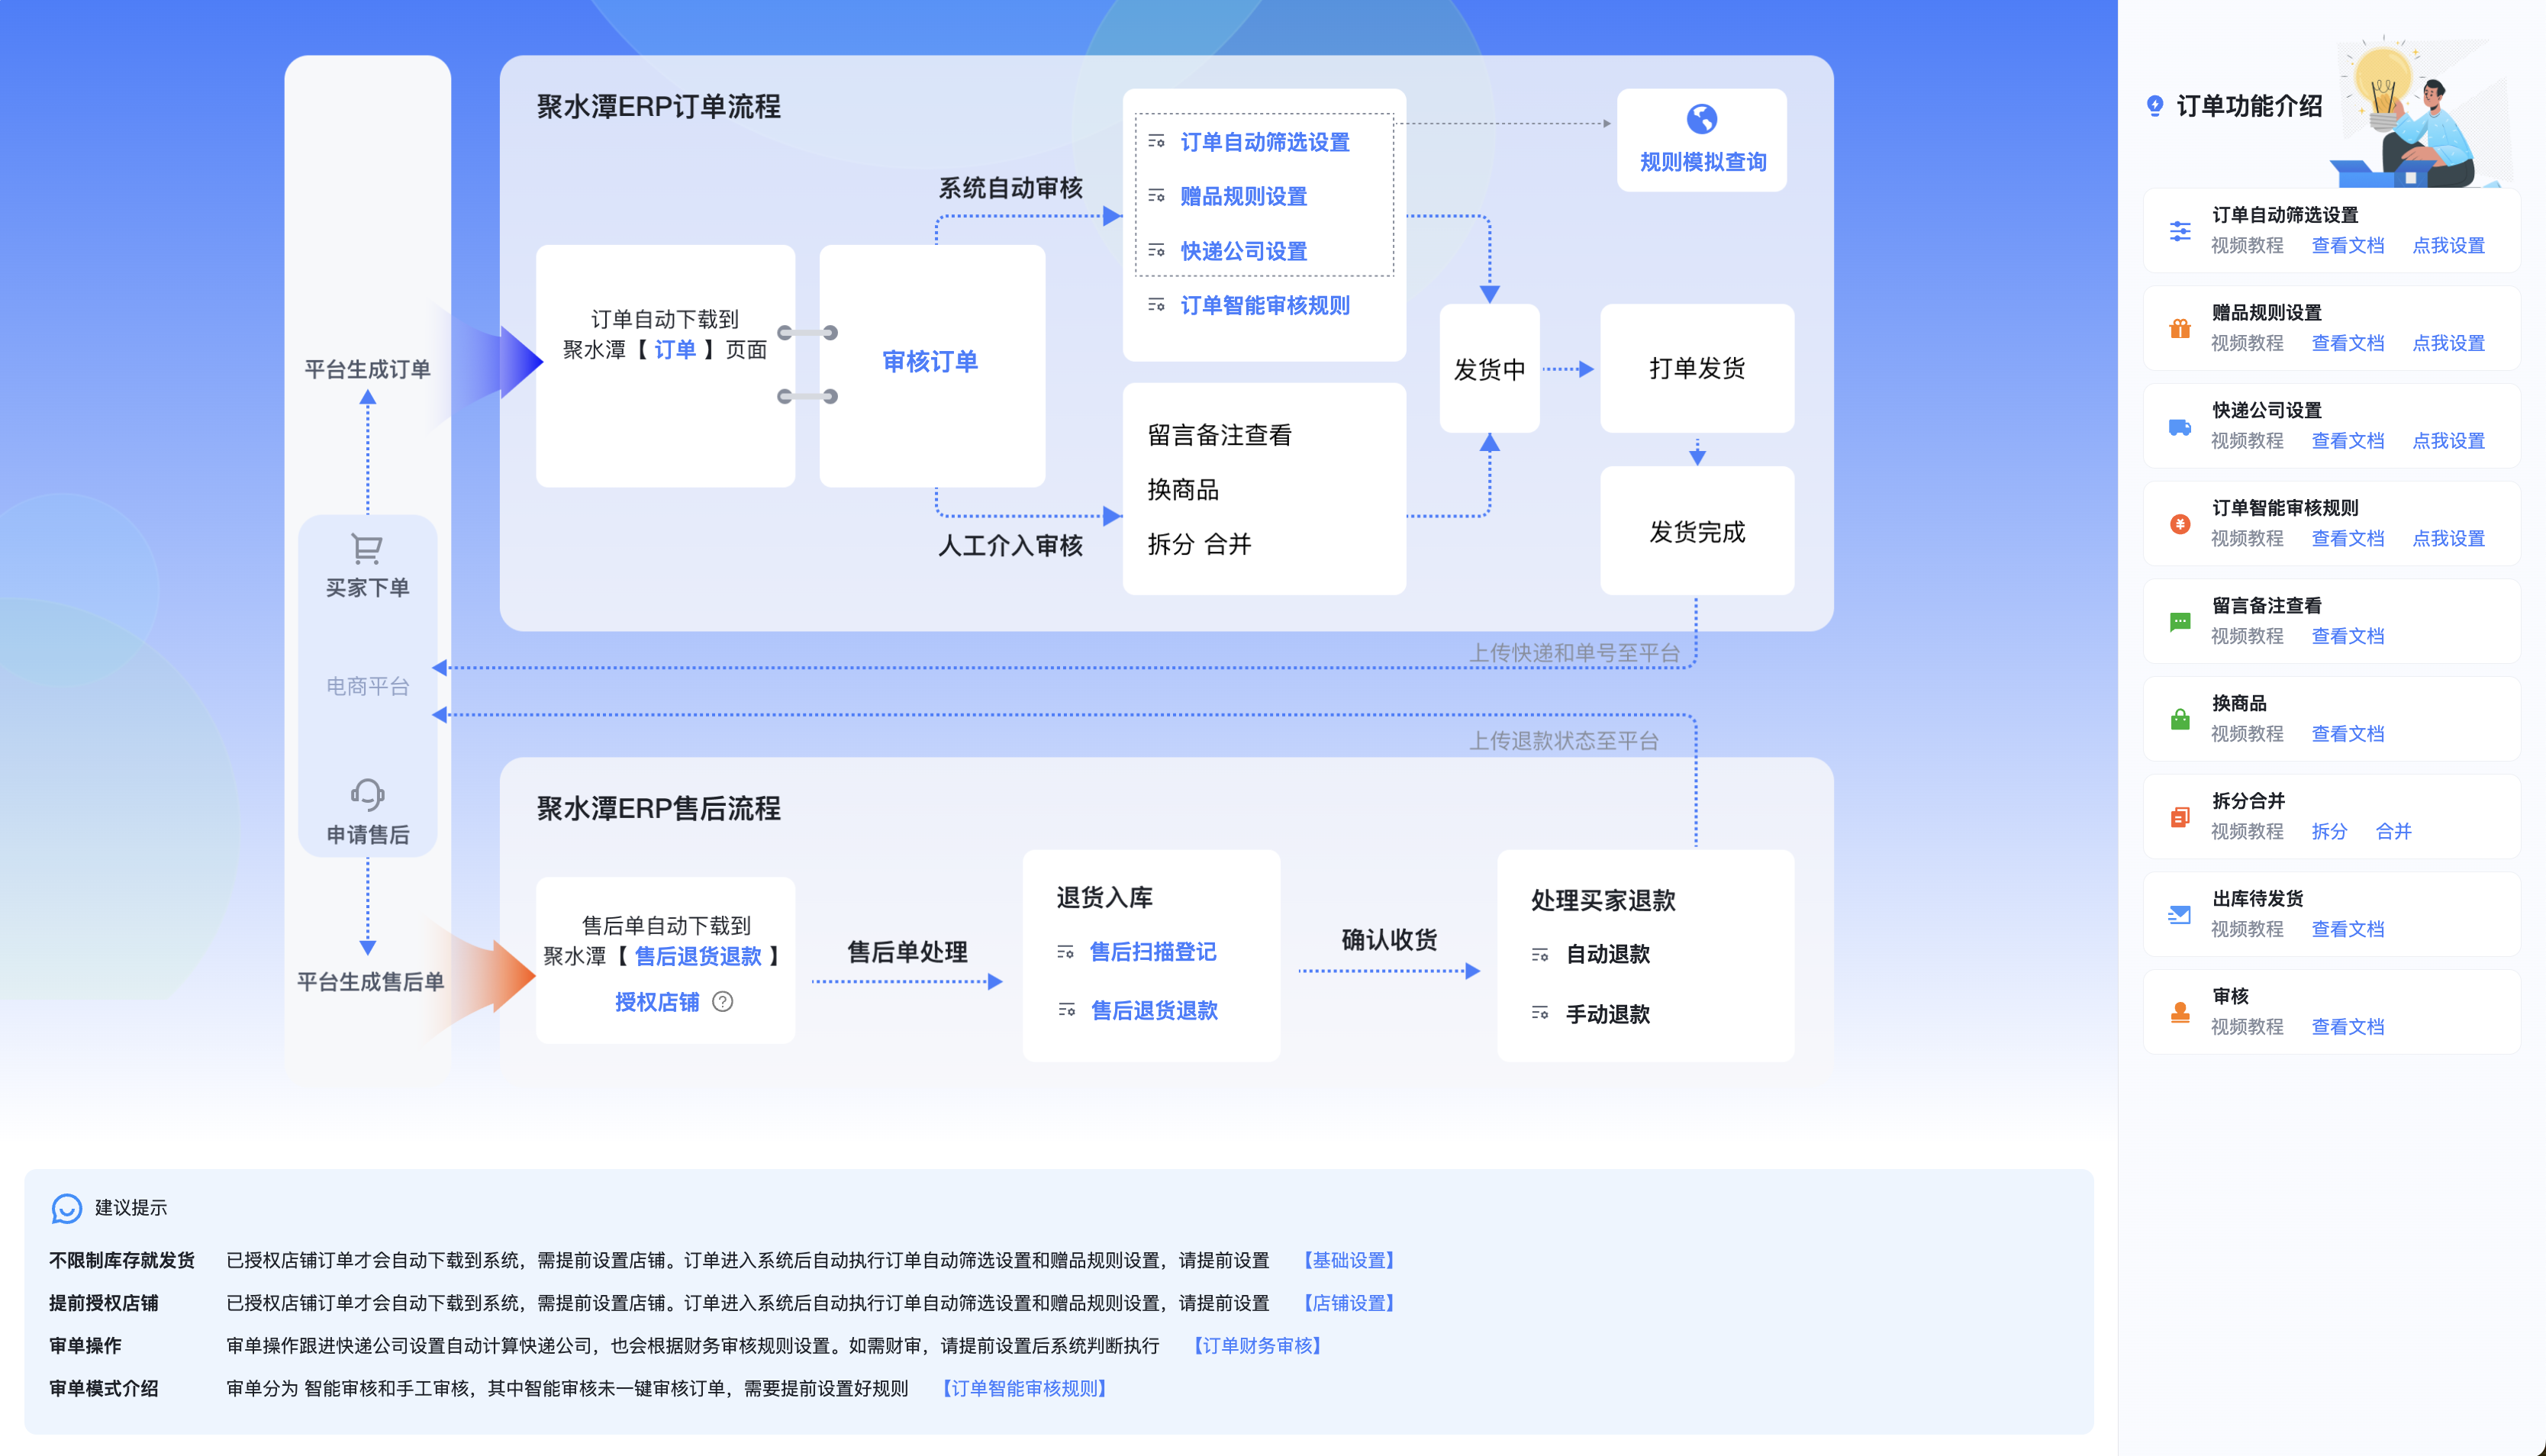 平台生成订单
买家下单
电商平台
申请售后
平台生成售后单
聚水潭ERP订单流程
订单自动下载到
聚水潭【 订单 】页面
审核订单
系统自动审核
人工介入审核
订单自动筛选设置
赠品规则设置
快递公司设置
订单智能审核规则
留言备注查看
换商品
拆分 合并
规则模拟查询
发货中
打单发货
发货完成
上传快递和单号至平台
上传退款状态至平台
聚水潭ERP售后流程
售后单自动下载到
聚水潭【 售后退货退款 】
授权店铺 ?
售后单处理
退货入库
售后扫描登记
售后退货退款
确认收货
处理买家退款
自动退款
手动退款
建议提示
不限制库存就发货 已授权店铺订单才会自动下载到系统，需提前设置店铺。订单进入系统后自动执行订单自动筛选设置和赠品规则设置，请提前设置 【基础设置】
提前授权店铺 已授权店铺订单才会自动下载到系统，需提前设置店铺。订单进入系统后自动执行订单自动筛选设置和赠品规则设置，请提前设置 【店铺设置】
审单操作 审单操作跟进快递公司设置自动计算快递公司，也会根据财务审核规则设置。如需财审，请提前设置后系统判断执行 【订单财务审核】
审单模式介绍 审单分为 智能审核和手工审核，其中智能审核未一键审核订单，需要提前设置好规则 【订单智能审核规则】
订单功能介绍
订单自动筛选设置
视频教程 查看文档 点我设置
赠品规则设置
视频教程 查看文档 点我设置
快递公司设置
视频教程 查看文档 点我设置
订单智能审核规则
视频教程 查看文档 点我设置
留言备注查看
视频教程 查看文档
换商品
视频教程 查看文档
拆分合并
视频教程 拆分 合并
出库待发货
视频教程 查看文档
审核
视频教程 查看文档